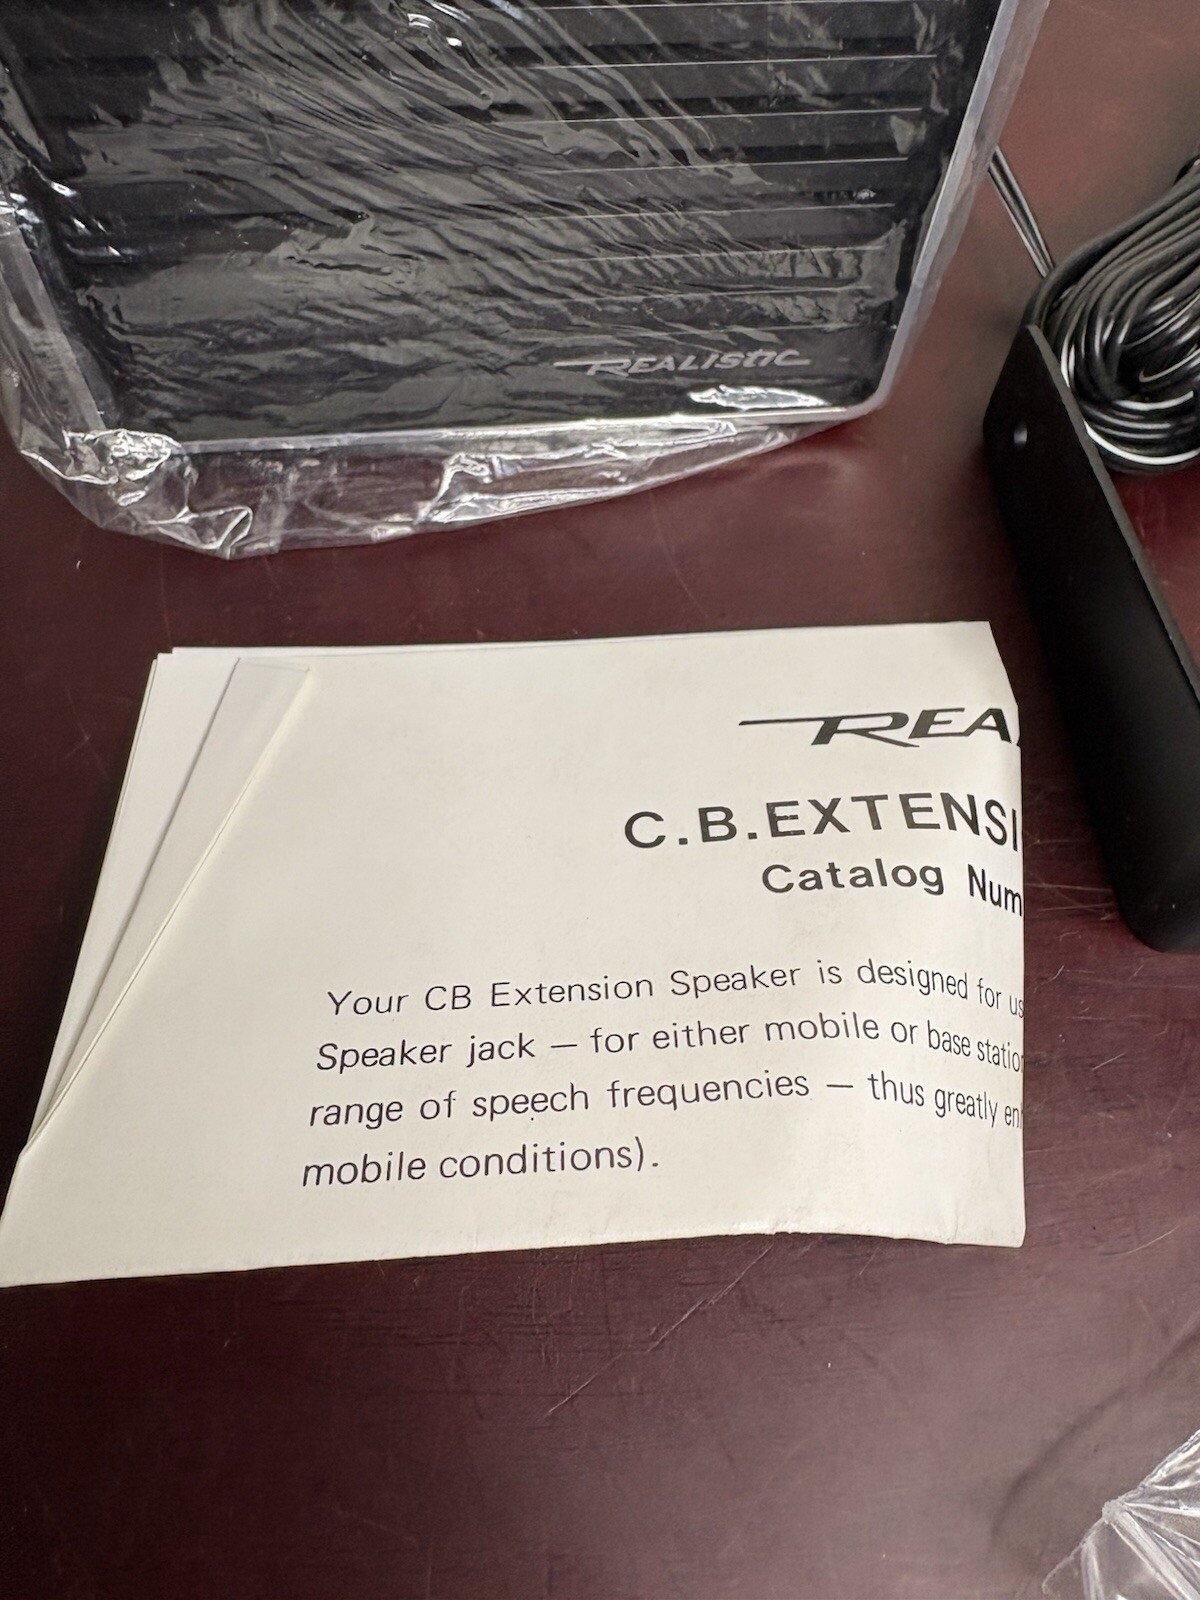 REALISTIC
REA
C.B.EXTENSI
Catalog Num
Your CB Extension Speaker is designed for us
Speaker jack — for either mobile or base statio
range of speech frequencies — thus greatly en
mobile conditions).